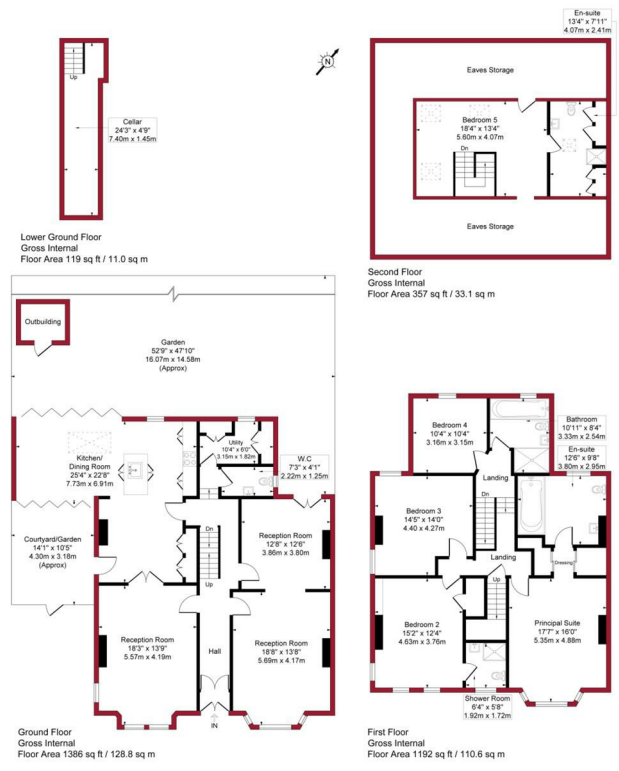 En-suite
13'4" x 7'11"
4.07m x 2.41m
N
Up
Cellar
24'3" x 4'9"
7.40m x 1.45m
Lower Ground Floor
Gross Internal
Floor Area 119 sq ft / 11.0 sq m
Eaves Storage
Bedroom 5
18'4" x 13'4"
5.60m x 4.07m
Dn
Eaves Storage
Second Floor
Gross Internal
Floor Area 357 sq ft / 33.1 sq m
Outbuilding
Garden
52'9" x 47'10"
16.07m x 14.58m
(Approx)
Kitchen/
Dining Room
25'4" x 22'8"
7.73m x 6.91m
Utility
10'4" x 6'0"
3.15m x 1.82m
W.C
7'3" x 4'1"
2.22m x 1.25m
Courtyard/Garden
14'1" x 10'5"
4.30m x 3.18m
(Approx)
Dn
Up
Reception Room
12'8" x 12'6"
3.86m x 3.80m
Reception Room
18'3" x 13'9"
5.57m x 4.19m
Hall
Reception Room
18'8" x 13'8"
5.69m x 4.17m
IN
Ground Floor
Gross Internal
Floor Area 1386 sq ft / 128.8 sq m
Bedroom 4
10'4" x 10'4"
3.16m x 3.15m
Bathroom
10'11" x 8'4"
3.33m x 2.54m
En-suite
12'6" x 9'8"
3.80m x 2.95m
Landing
Dn
Bedroom 3
14'5" x 14'0"
4.40 x 4.27m
Landing
Dressing
Up
Bedroom 2
15'2" x 12'4"
4.63m x 3.76m
Principal Suite
17'7" x 16'0"
5.35m x 4.88m
Shower Room
6'4" x 5'8"
1.92m x 1.72m
First Floor
Gross Internal
Floor Area 1192 sq ft / 110.6 sq m